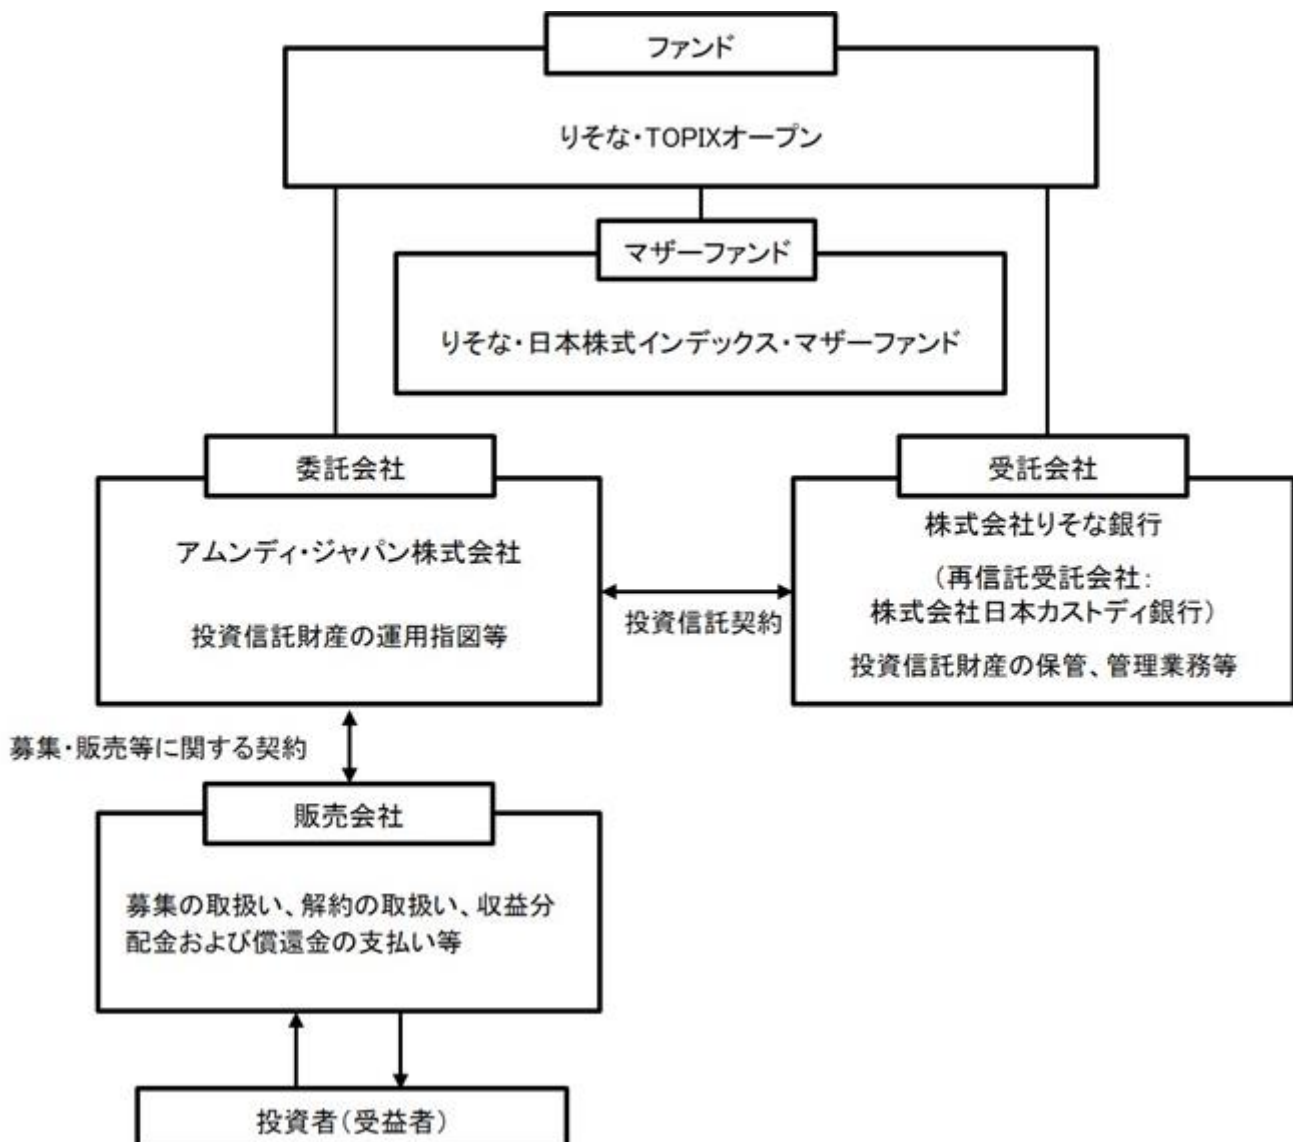 ファンド
りそな・TOPIXオープン
マザーファンド
りそな・日本株式インデックス・マザーファンド
委託会社
アムンディ・ジャパン株式会社
投資信託財産の運用指図等
投資信託契約
受託会社
株式会社りそな銀行
(再信託受託会社:
株式会社日本カストディ銀行)
投資信託財産の保管、管理業務等
募集・販売等に関する契約
販売会社
募集の取扱い、解約の取扱い、収益分
配金および償還金の支払い等
投資者(受益者)